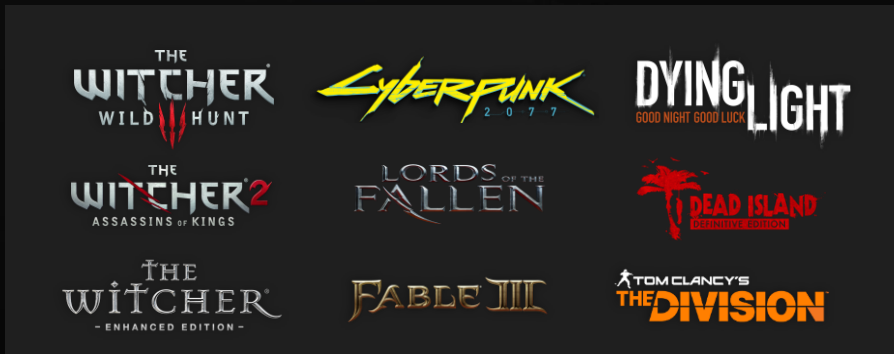 THE
WITCHER
WILD HUNT
CYBERPUNK
2077
DYING
LIGHT
GOOD NIGHT GOOD LUCK
THE
WITCHER 2
ASSASSINS OF KINGS
LORDS OF THE
FALLEN
DEAD ISLAND
DEFINITIVE EDITION
THE
WITCHER
- ENHANCED EDITION -
FABLE III
TOM CLANCY'S
THE DIVISION